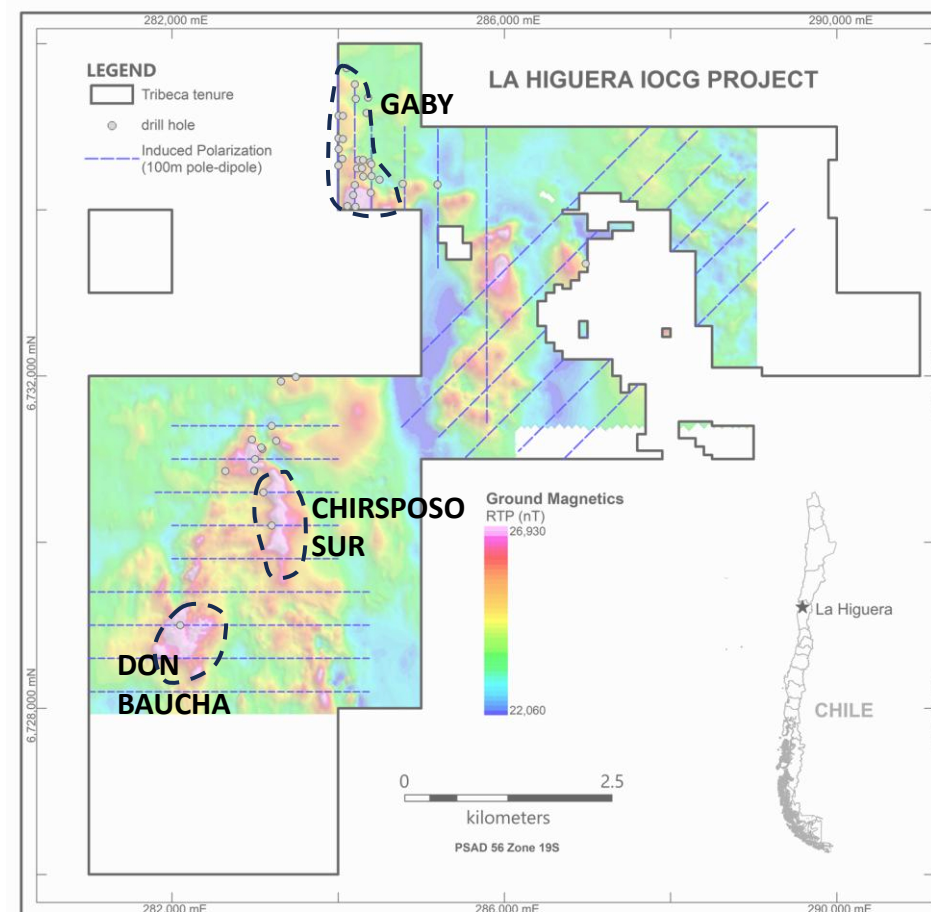 282,000 mE
286,000 mE
290,000 mE
LA HIGUERA IOCG PROJECT
LEGEND
Tribeca tenure
drill hole
Induced Polarization
(100m pole-dipole)
GABY
6,732,000 mN
CHIRSPOSO
SUR
Ground Magnetics
RTP (nT)
26,930
22,060
La Higuera
CHILE
DON
BAUCHA
6,728,000 mN
0
2.5
kilometers
PSAD 56 Zone 19S
282,000 mE
286,000 mE
290,000 mE